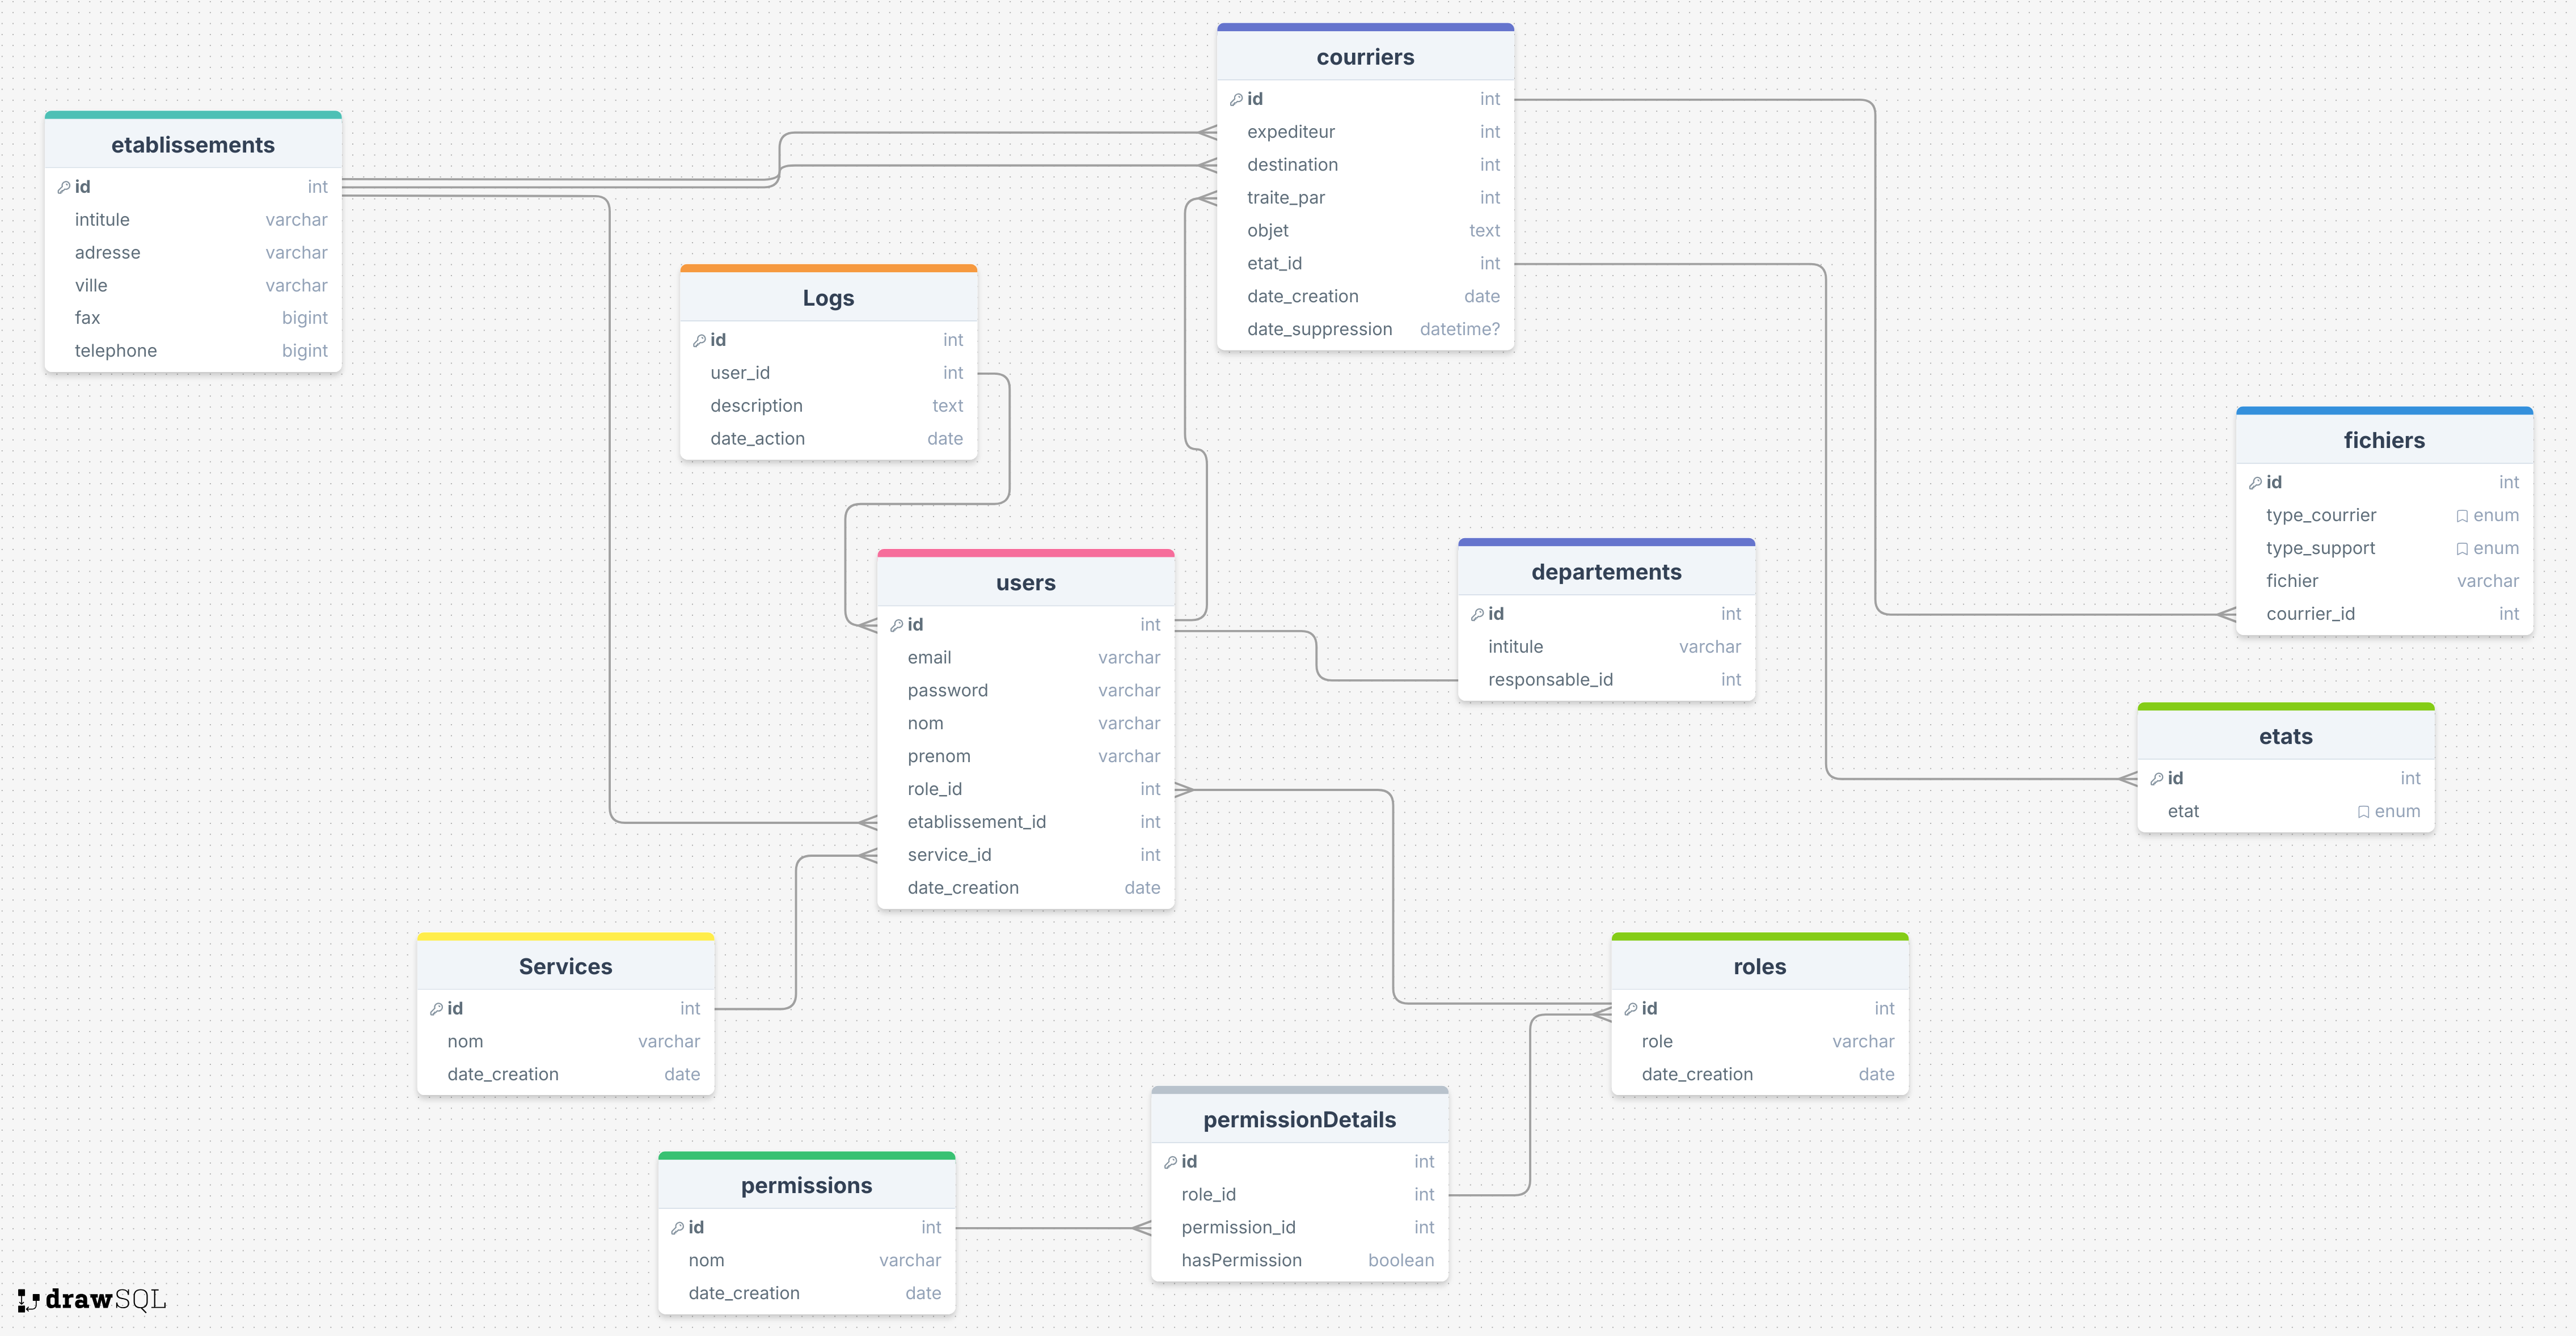 courriers
id int
expediteur int
destination int
traite_par int
objet text
etat_id int
date_creation date
date_suppression datetime?
etablissements
id int
intitule varchar
adresse varchar
ville varchar
fax bigint
telephone bigint
Logs
id int
user_id int
description text
date_action date
fichiers
id int
type_courrier enum
type_support enum
fichier varchar
courrier_id int
users
id int
email varchar
password varchar
nom varchar
prenom varchar
role_id int
etablissement_id int
service_id int
date_creation date
departements
id int
intitule varchar
responsable_id int
etats
id int
etat enum
Services
id int
nom varchar
date_creation date
roles
id int
role varchar
date_creation date
permissionDetails
id int
role_id int
permission_id int
hasPermission boolean
permissions
id int
nom varchar
date_creation date
drawSQL